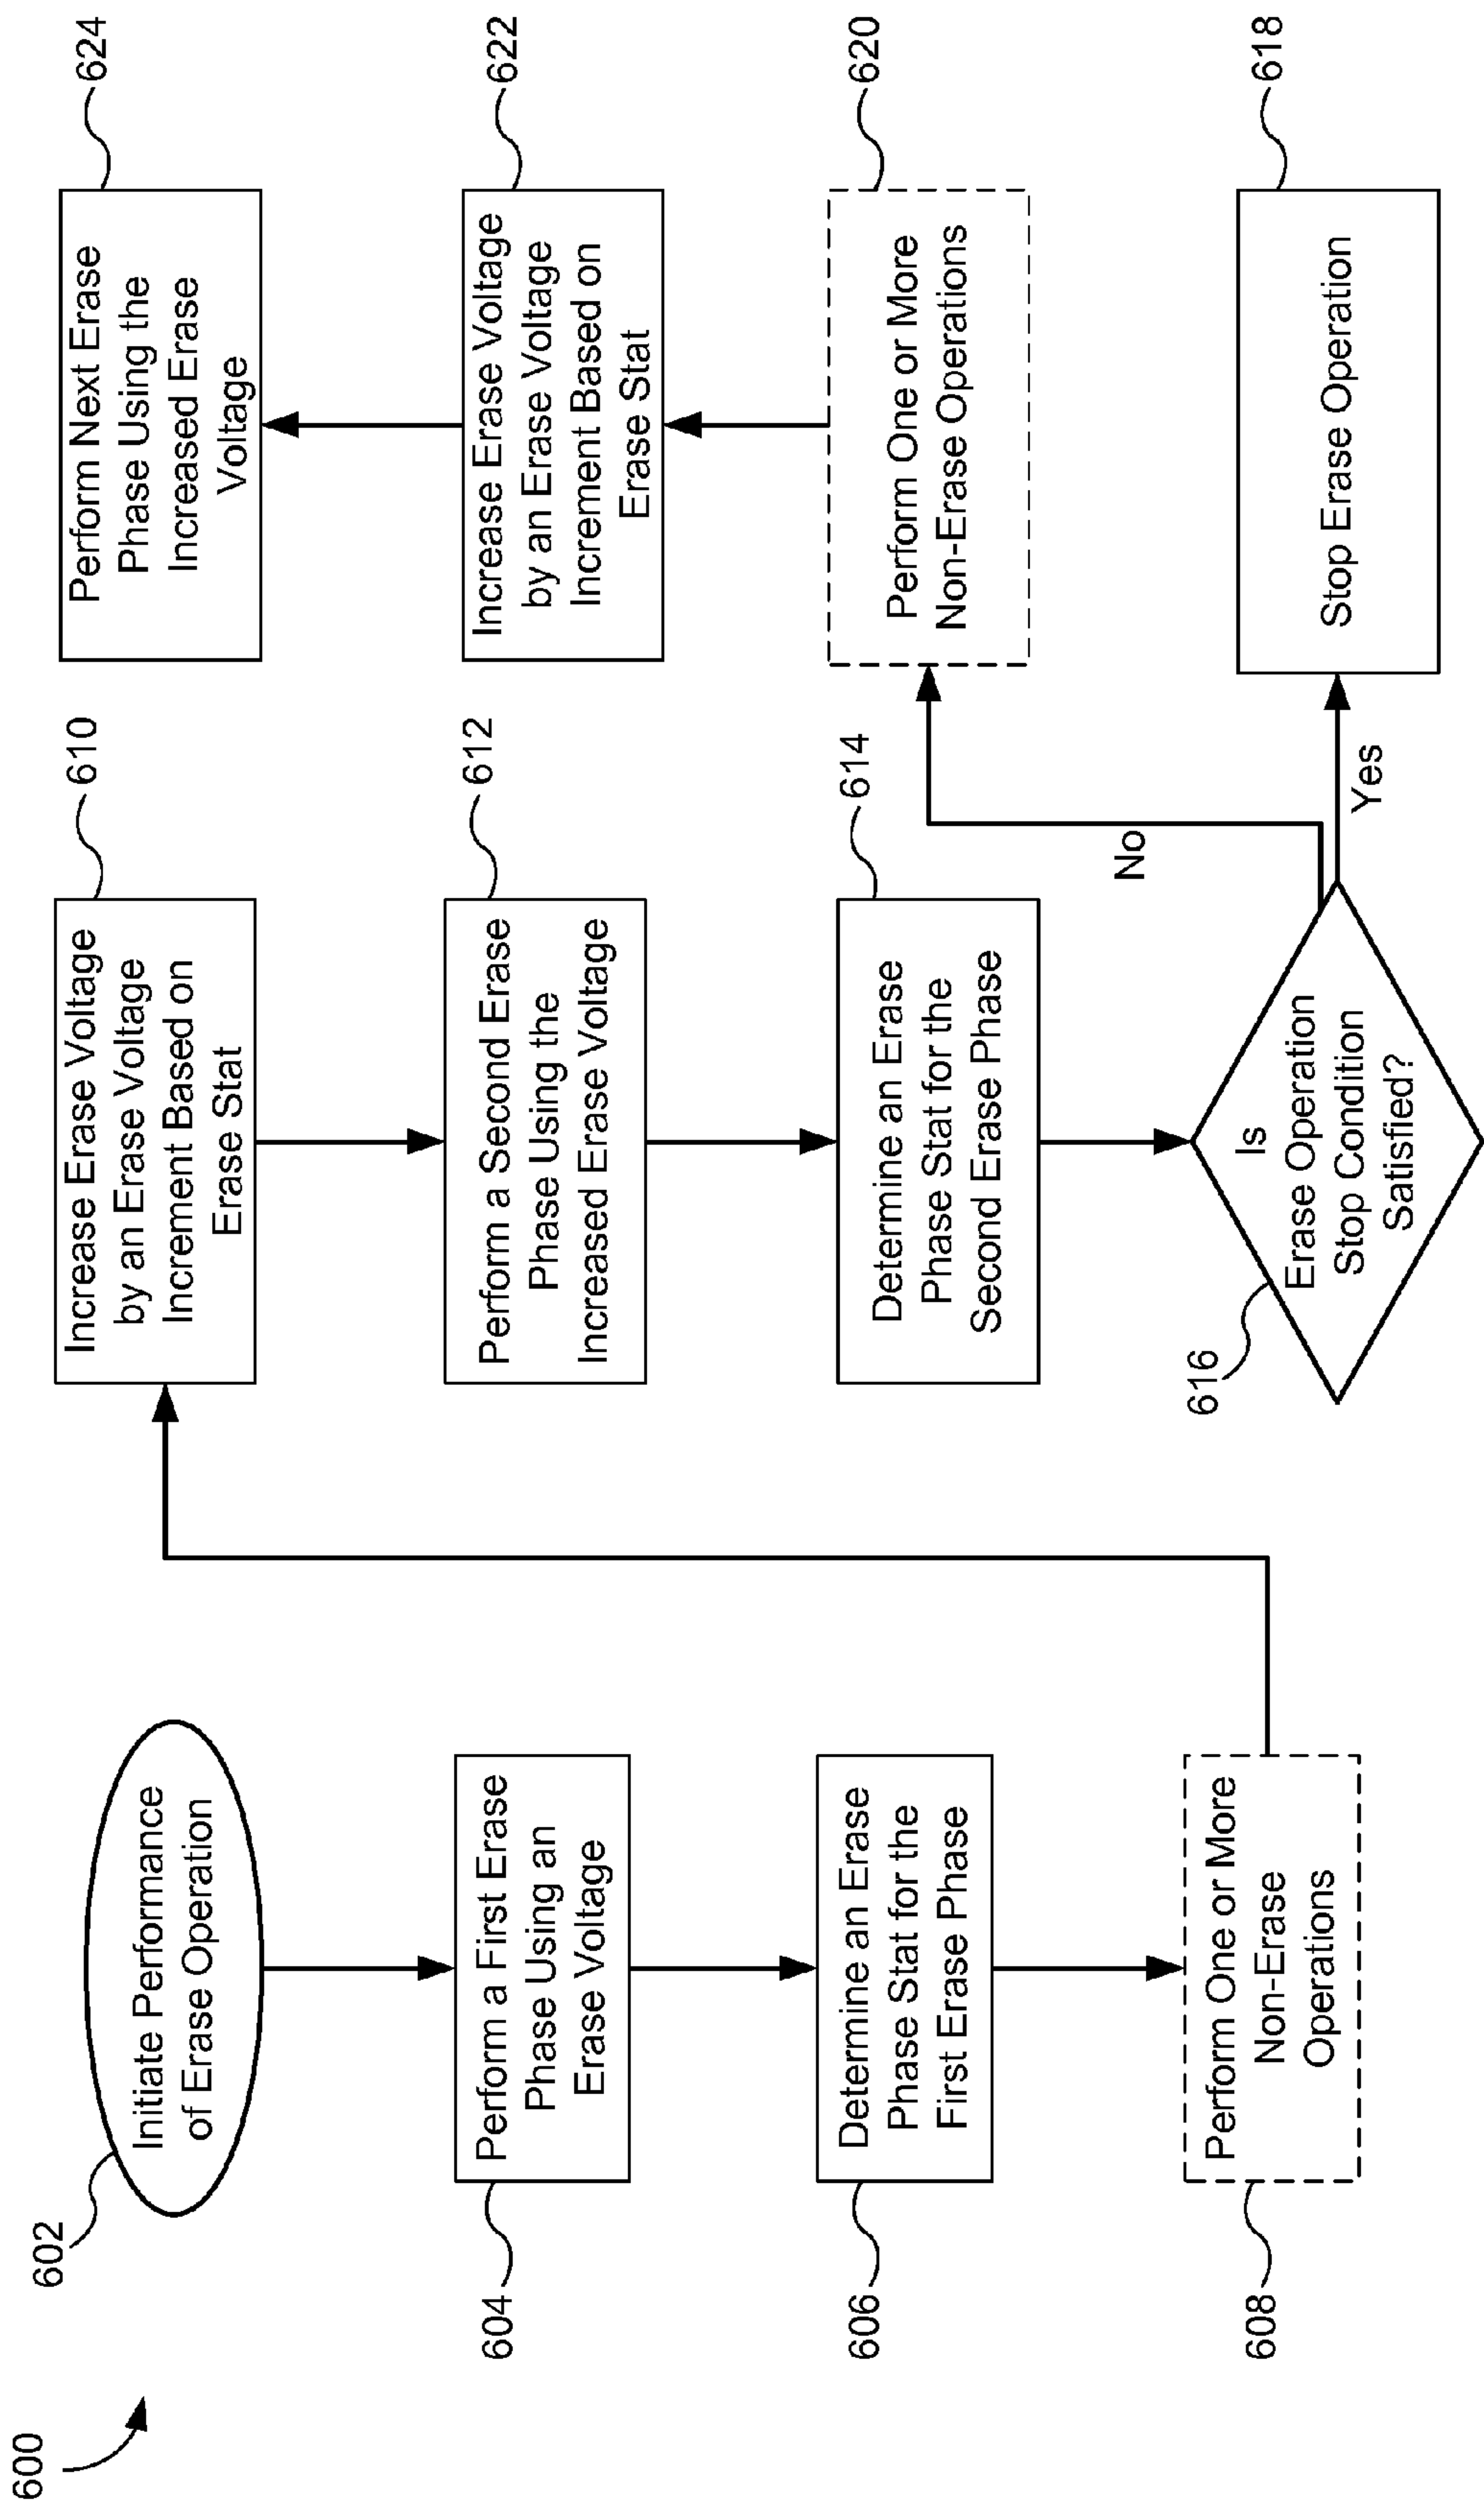 600
602
Initiate Performance
of Erase Operation
604
Perform a First Erase
Phase Using an
Erase Voltage
606
Determine an Erase
Phase Stat for the
First Erase Phase
608
Perform One or More
Non-Erase
Operations
610
Increase Erase Voltage
by an Erase Voltage
Increment Based on
Erase Stat
612
Perform a Second Erase
Phase Using the
Increased Erase Voltage
614
Determine an Erase
Phase Stat for the
Second Erase Phase
616
Is
Erase Operation
Stop Condition
Satisfied?
No
Yes
624
Perform Next Erase
Phase Using the
Increased Erase
Voltage
622
Increase Erase Voltage
by an Erase Voltage
Increment Based on
Erase Stat
620
Perform One or More
Non-Erase Operations
618
Stop Erase Operation